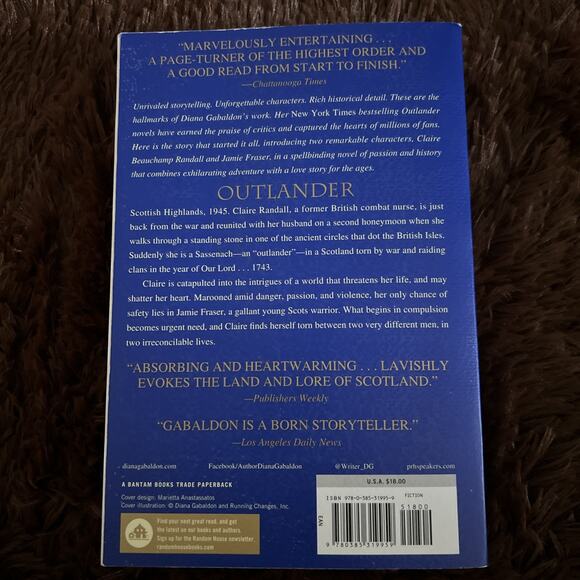 “MARVELOUSLY ENTERTAINING . . .
A PAGE-TURNER OF THE HIGHEST ORDER AND
A GOOD READ FROM START TO FINISH.”
—Chattanooga Times
Unrivaled storytelling. Unforgettable characters. Rich historical detail. These are the
hallmarks of Diana Gabaldon’s work. Her New York Times bestselling Outlander
novels have earned the praise of critics and captured the hearts of millions of fans.
Here is the story that started it all, introducing two remarkable characters, Claire
Beauchamp Randall and Jamie Fraser, in a spellbinding novel of passion and history
that combines exhilarating adventure with a love story for the ages.
OUTLANDER
Scottish Highlands, 1945. Claire Randall, a former British combat nurse, is just
back from the war and reunited with her husband on a second honeymoon when she
walks through a standing stone in one of the ancient circles that dot the British Isles.
Suddenly she is a Sassenach—an “outlander”—in a Scotland torn by war and raiding
clans in the year of Our Lord . . . 1743.
Claire is catapulted into the intrigues of a world that threatens her life, and may
shatter her heart. Marooned amid danger, passion, and violence, her only chance of
safety lies in Jamie Fraser, a gallant young Scots warrior. What begins in compulsion
becomes urgent need, and Claire finds herself torn between two very different men, in
two irreconcilable lives.
“ABSORBING AND HEARTWARMING . . . LAVISHLY
EVOKES THE LAND AND LORE OF SCOTLAND.”
—Publishers Weekly
“GABALDON IS A BORN STORYTELLER.”
—Los Angeles Daily News
dianagabaldon.com Facebook/AuthorDianaGabaldon @Writer_DG prhspeakers.com
A BANTAM BOOKS TRADE PAPERBACK
Cover design: Marietta Anastassatos
Cover illustration: © Diana Gabaldon and Running Changes, Inc.
Find your next great read, and get
the latest on our books and authors.
Sign up for the Random House newsletter.
randomhousebooks.com
U.S.A. $18.00
ISBN 978-0-385-31995-9 FICTION
51800
EAN
9 780385 319959